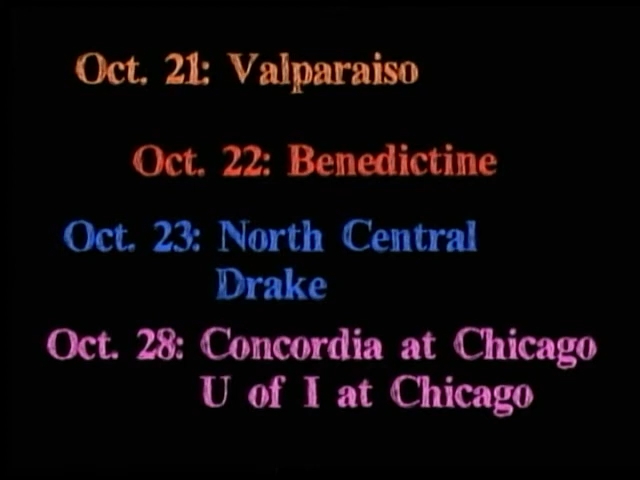 Oct. 21: Valparaiso
Oct. 22: Benedictine
Oct. 23: North Central
Drake
Oct. 28: Concordia at Chicago
U of I at Chicago